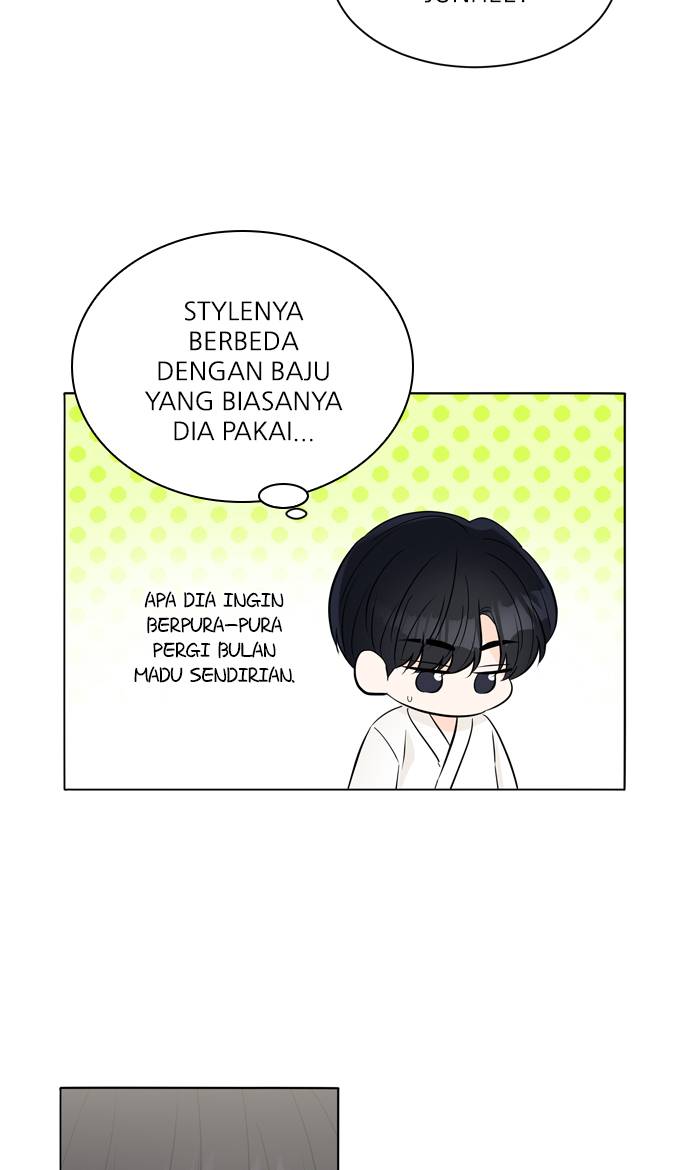 STYLENYA
BERBEDA
DENGAN BAJU
YANG BIASANYA
DIA PAKAI...
APA DIA INGIN
BERPURA-PURA
PERGI BULAN
MADU SENDIRIAN.